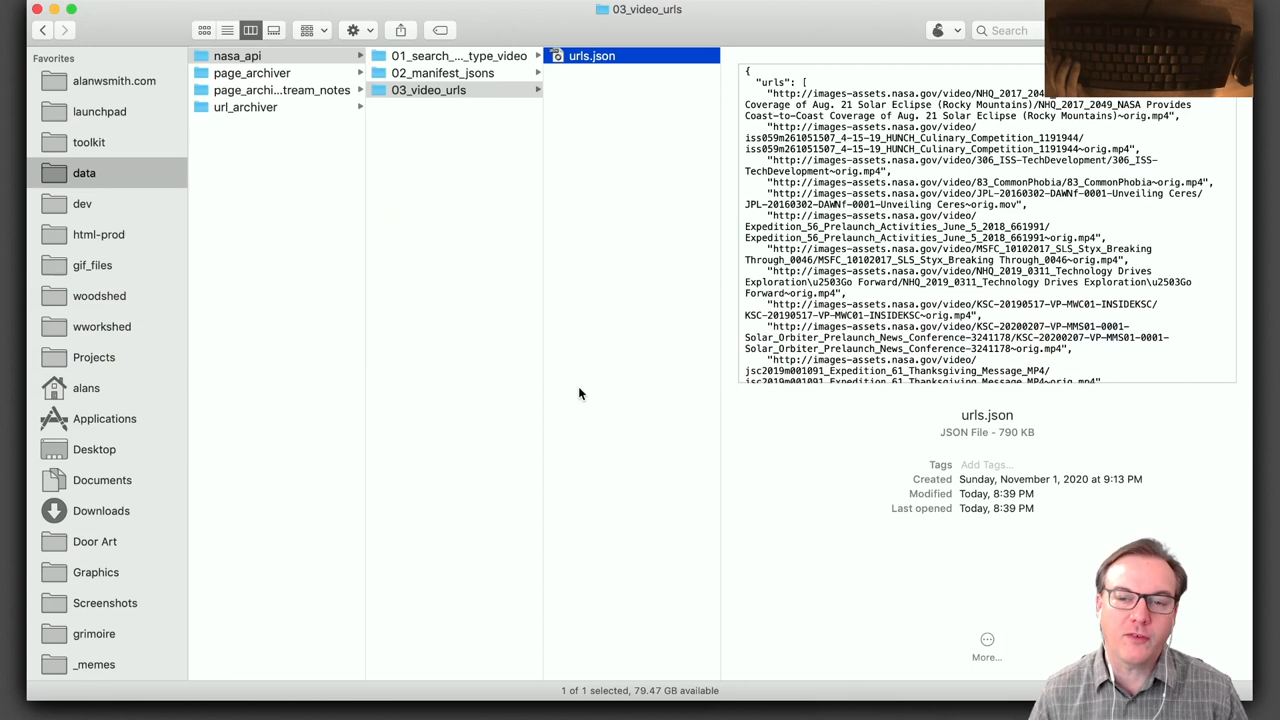 03_video_urls
Search
Favorites
alanwsmith.com
launchpad
toolkit
data
dev
html-prod
gif_files
woodshed
wworkshed
Projects
alans
Applications
Desktop
Documents
Downloads
Door Art
Graphics
Screenshots
grimoire
_memes
nasa_api
page_archiver
page_archi...tream_notes
url_archiver
01_search_..._type_video
02_manifest_jsons
03_video_urls
urls.json
{
"urls": [
"http://images-assets.nasa.gov/video/NHQ_2017_204
Coverage of Aug. 21 Solar Eclipse (Rocky Mountains)/NHQ_2017_2049_NASA Provides
Coast-to-Coast Coverage of Aug. 21 Solar Eclipse (Rocky Mountains)~orig.mp4",
"http://images-assets.nasa.gov/video/
iss059m261051507_4-15-19_HUNCH_Culinary_Competition_1191944/
iss059m261051507_4-15-19_HUNCH_Culinary_Competition_1191944~orig.mp4",
"http://images-assets.nasa.gov/video/306_ISS-TechDevelopment/306_ISS-
TechDevelopment~orig.mp4",
"http://images-assets.nasa.gov/video/83_CommonPhobia/83_CommonPhobia~orig.mp4",
"http://images-assets.nasa.gov/video/JPL-20160302-DAWNf-0001-Unveiling Ceres/
JPL-20160302-DAWNf-0001-Unveiling Ceres~orig.mov",
"http://images-assets.nasa.gov/video/
Expedition_56_Prelaunch_Activities_June_5_2018_661991/
Expedition_56_Prelaunch_Activities_June_5_2018_661991~orig.mp4",
"http://images-assets.nasa.gov/video/MSFC_10102017_SLS_Styx_Breaking
Through_0046/MSFC_10102017_SLS_Styx_Breaking Through_0046~orig.mp4",
"http://images-assets.nasa.gov/video/NHQ_2019_0311_Technology Drives
Exploration\u2503Go Forward/NHQ_2019_0311_Technology Drives Exploration\u2503Go
Forward~orig.mp4",
"http://images-assets.nasa.gov/video/KSC-20190517-VP-MWC01-INSIDEKSC/
KSC-20190517-VP-MWC01-INSIDEKSC~orig.mp4",
"http://images-assets.nasa.gov/video/KSC-20200207-VP-MMS01-0001-
Solar_Orbiter_Prelaunch_News_Conference-3241178/KSC-20200207-VP-MMS01-0001-
Solar_Orbiter_Prelaunch_News_Conference-3241178~orig.mp4",
"http://images-assets.nasa.gov/video/
jsc2019m001091_Expedition_61_Thanksgiving_Message_MP4/
jsc2019m001091_Expedition_61_Thanksgiving_Message_MP4~orig.mp4"
urls.json
JSON File - 790 KB
Tags Add Tags...
Created Sunday, November 1, 2020 at 9:13 PM
Modified Today, 8:39 PM
Last opened Today, 8:39 PM
More...
1 of 1 selected, 79.47 GB available